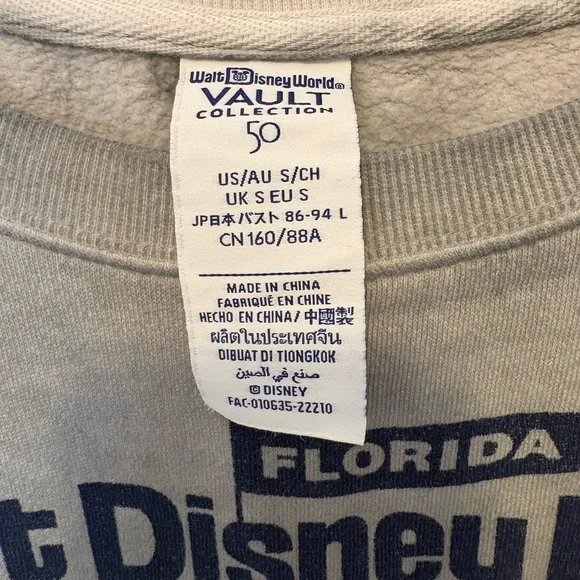 Walt Disney World®
VAULT
COLLECTION
50
US/AU S/CH
UK S EU S
JP日本バスト 86-94 L
CN 160/88A
MADE IN CHINA
FABRIQUÉ EN CHINE
HECHO EN CHINA/ 中國製
ผลิตในประเทศจีน
DIBUAT DI TIONGKOK
صنع في الصين
© DISNEY
FAC-010635-22210
FLORIDA
t Disney